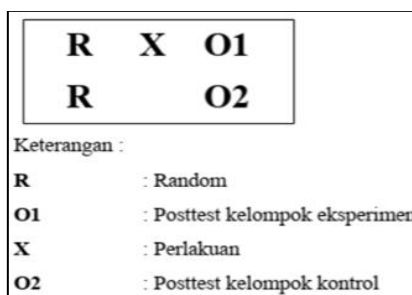 R X O1
R O2
Keterangan :
R : Random
O1 : Posttest kelompok eksperimen
X : Perlakuan
O2 : Posttest kelompok kontrol